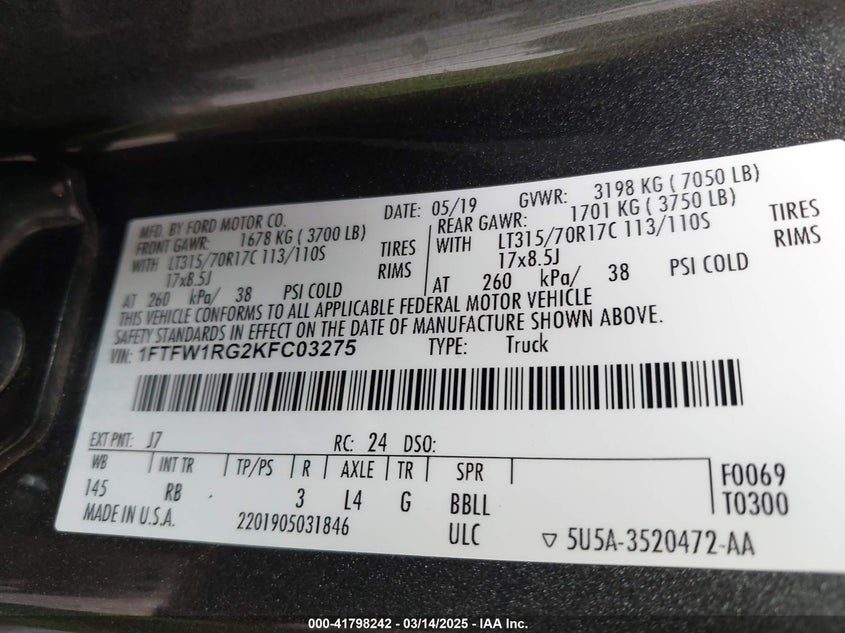 MFD. BY FORD MOTOR CO. DATE: 05/19 GVWR: 3198 KG ( 7050 LB)
FRONT GAWR: 1678 KG ( 3700 LB) REAR GAWR: 1701 KG ( 3750 LB)
WITH LT315/70R17C 113/110S TIRES WITH LT315/70R17C 113/110S TIRES
17x8.5J RIMS 17x8.5J RIMS
AT 260 kPa/ 38 PSI COLD AT 260 kPa/ 38 PSI COLD
THIS VEHICLE CONFORMS TO ALL APPLICABLE FEDERAL MOTOR VEHICLE
SAFETY STANDARDS IN EFFECT ON THE DATE OF MANUFACTURE SHOWN ABOVE.
VIN: 1FTFW1RG2KFC03275 TYPE: Truck
EXT PNT: J7 RC: 24 DSO:
WB INT TR TP/PS R AXLE TR SPR F0069
145 RB 3 L4 G BBLL T0300
MADE IN U.S.A. 2201905031846 ULC ▽ 5U5A-3520472-AA
000-41798242 - 03/14/2025 - IAA Inc.